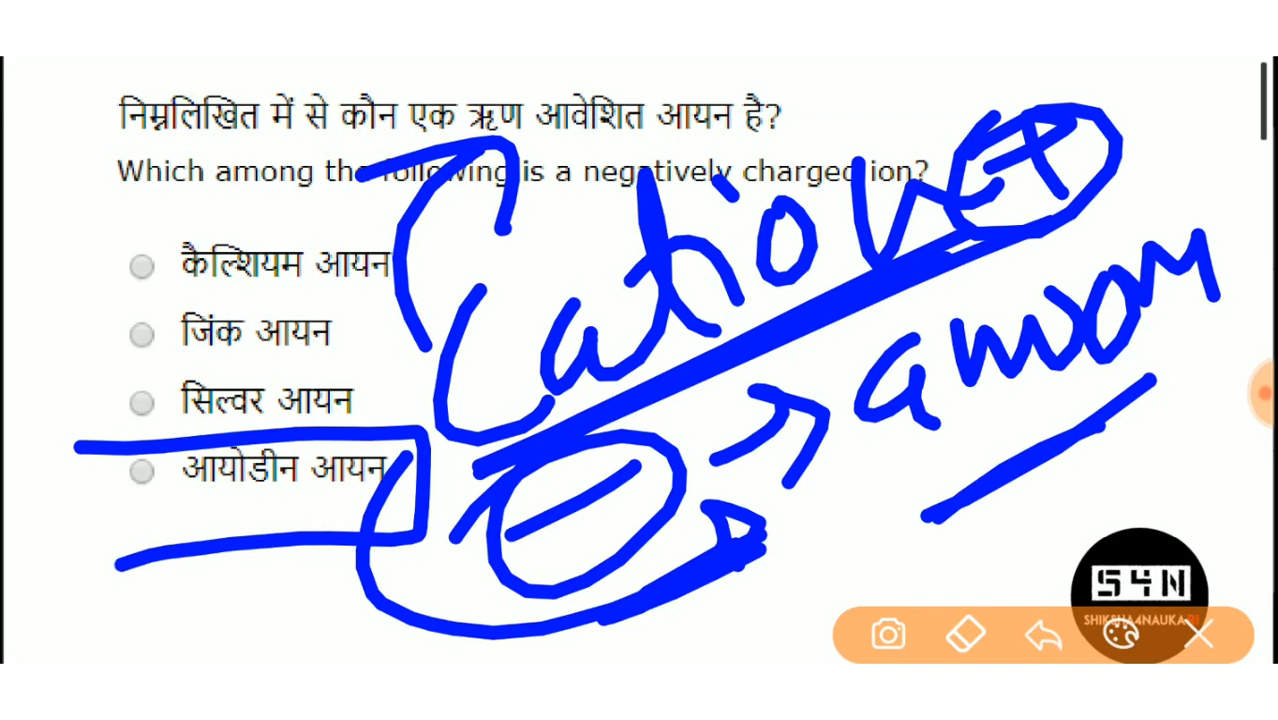 निम्नलिखित में से कौन एक ऋण आवेशित आयन है?
Which among the following is a negatively charged ion?
कैल्शियम आयन
जिंक आयन
सिल्वर आयन
आयोडीन आयन
Cation +
anion
S4N
SHIKSHA4NAUKARI